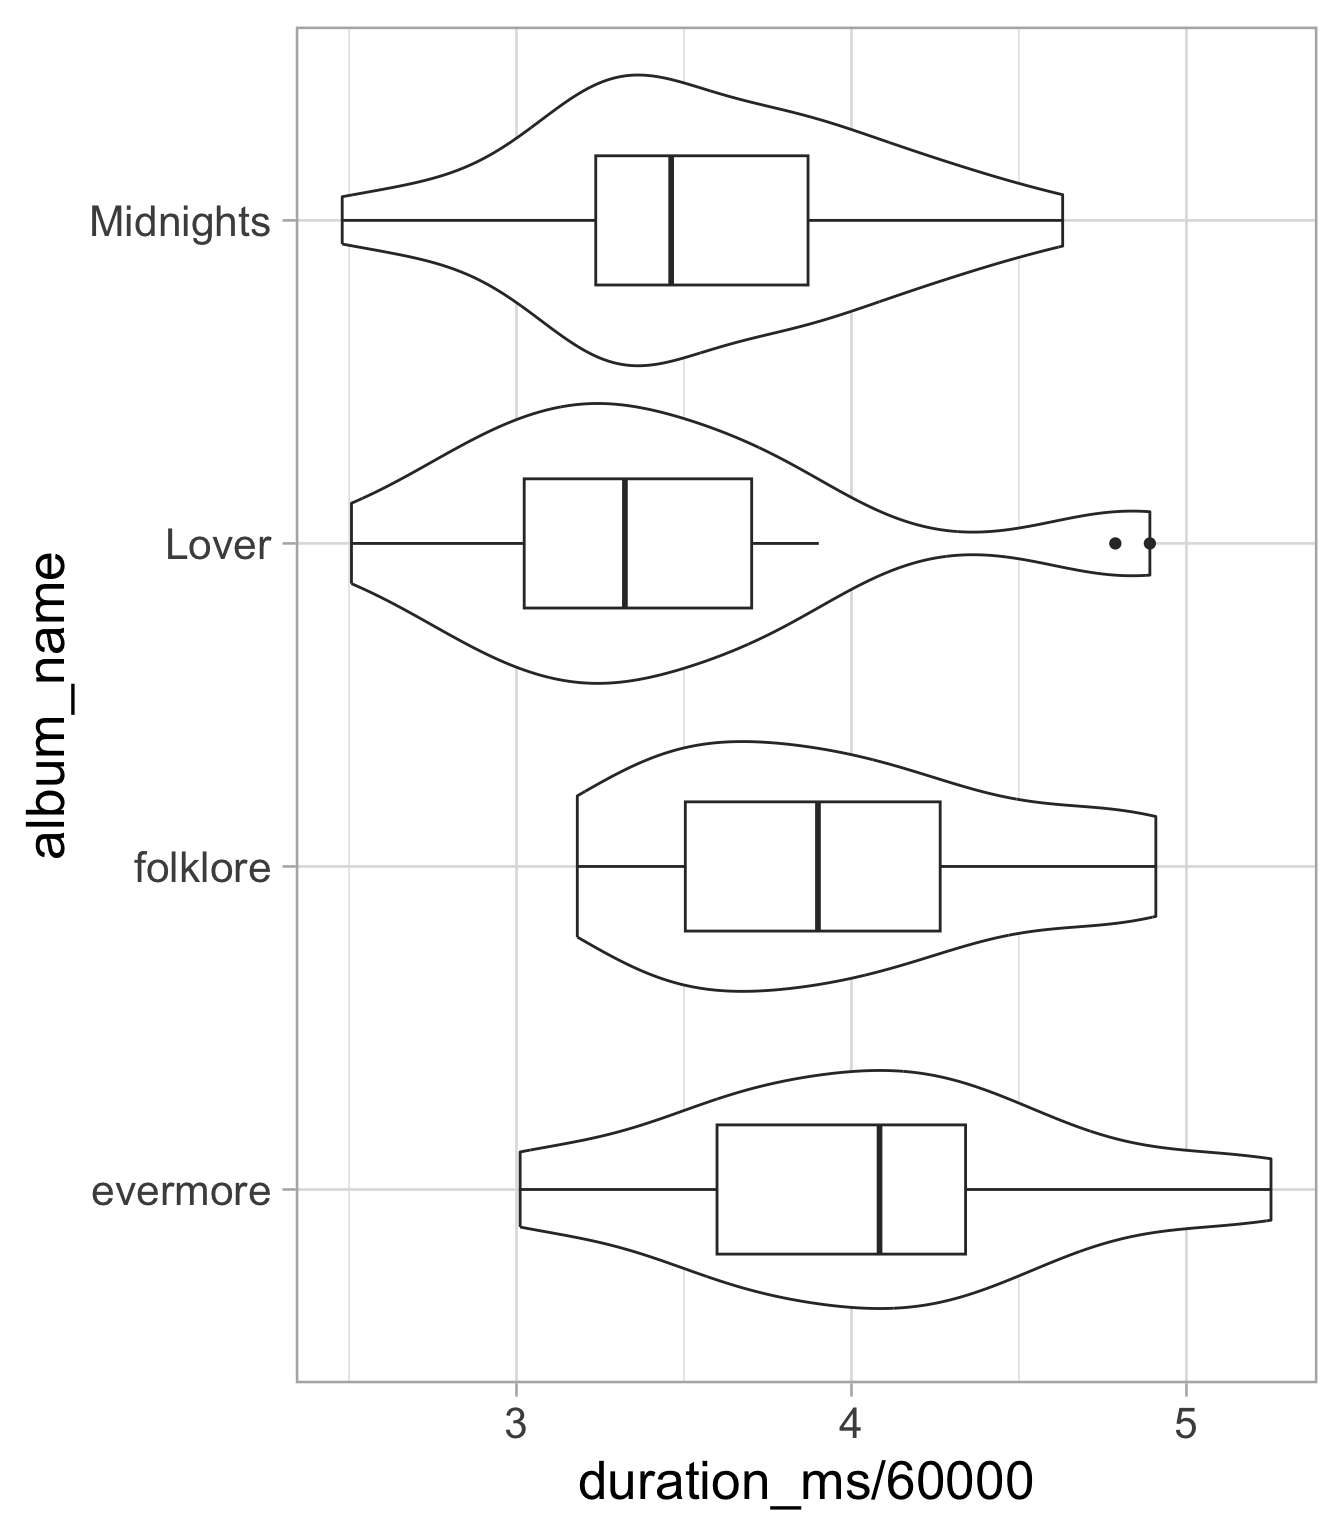 Midnights
Lover
folklore
evermore
album_name
3 4 5
duration_ms/60000